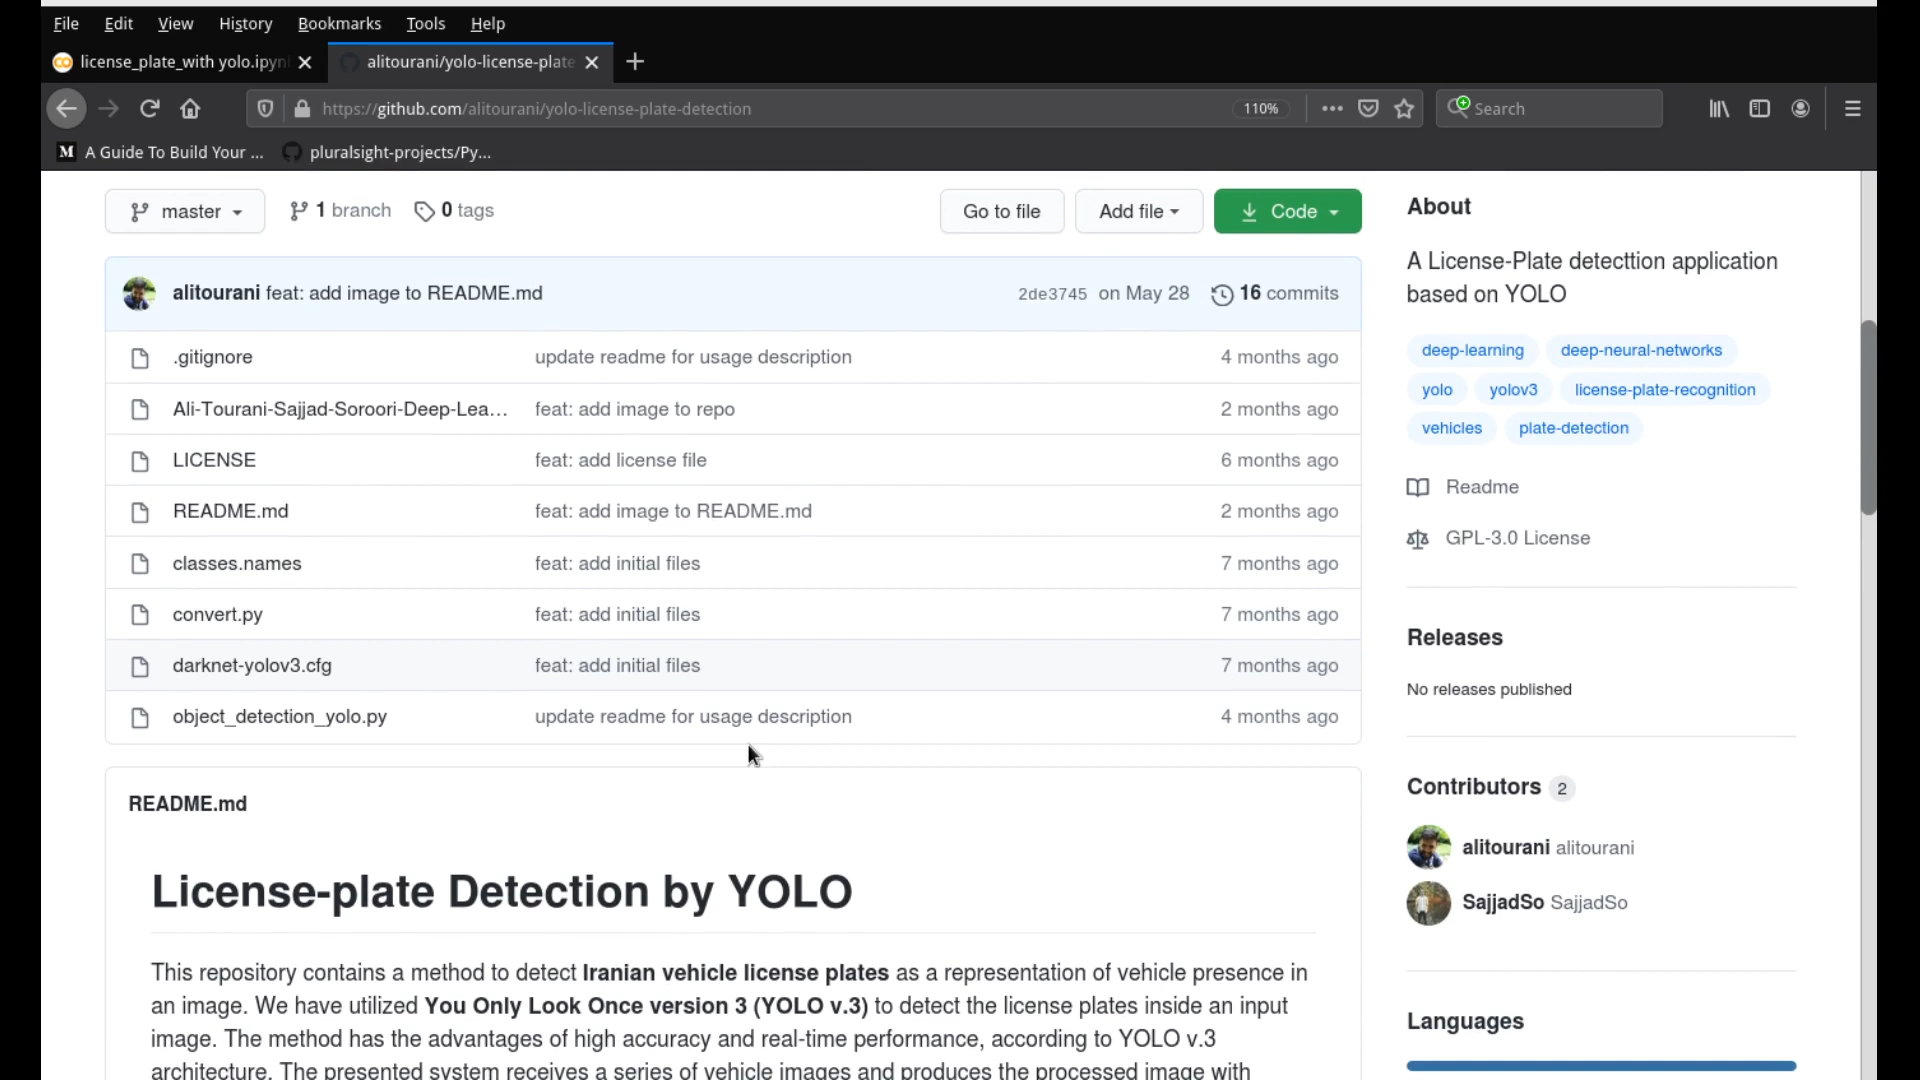 File Edit View History Bookmarks Tools Help
license_plate_with yolo.ipyn
alitourani/yolo-license-plate
https://github.com/alitourani/yolo-license-plate-detection
110%
Search
M A Guide To Build Your ...
pluralsight-projects/Py...
master
1 branch
0 tags
Go to file
Add file
Code
alitourani feat: add image to README.md
2de3745 on May 28
16 commits
.gitignore update readme for usage description 4 months ago
Ali-Tourani-Sajjad-Soroori-Deep-Lea... feat: add image to repo 2 months ago
LICENSE feat: add license file 6 months ago
README.md feat: add image to README.md 2 months ago
classes.names feat: add initial files 7 months ago
convert.py feat: add initial files 7 months ago
darknet-yolov3.cfg feat: add initial files 7 months ago
object_detection_yolo.py update readme for usage description 4 months ago
README.md
License-plate Detection by YOLO
This repository contains a method to detect Iranian vehicle license plates as a representation of vehicle presence in
an image. We have utilized You Only Look Once version 3 (YOLO v.3) to detect the license plates inside an input
image. The method has the advantages of high accuracy and real-time performance, according to YOLO v.3
architecture. The presented system receives a series of vehicle images and produces the processed image with
About
A License-Plate detecttion application
based on YOLO
deep-learning deep-neural-networks
yolo yolov3 license-plate-recognition
vehicles plate-detection
Readme
GPL-3.0 License
Releases
No releases published
Contributors 2
alitourani alitourani
SajjadSo SajjadSo
Languages